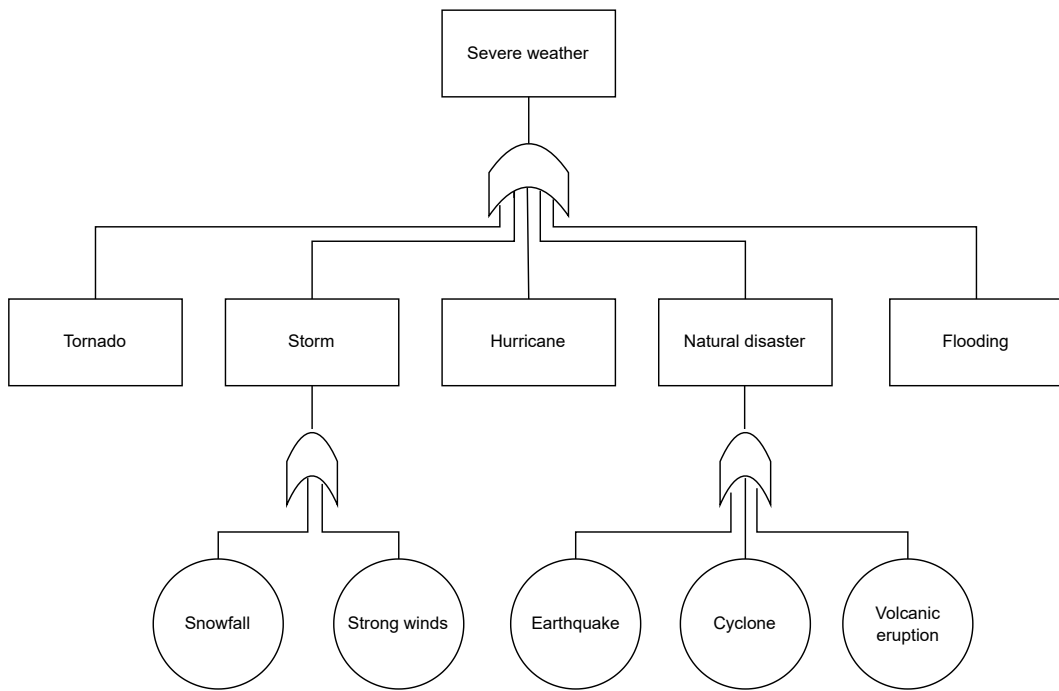 Severe weather
Tornado
Storm
Hurricane
Natural disaster
Flooding
Snowfall
Strong winds
Earthquake
Cyclone
Volcanic
eruption